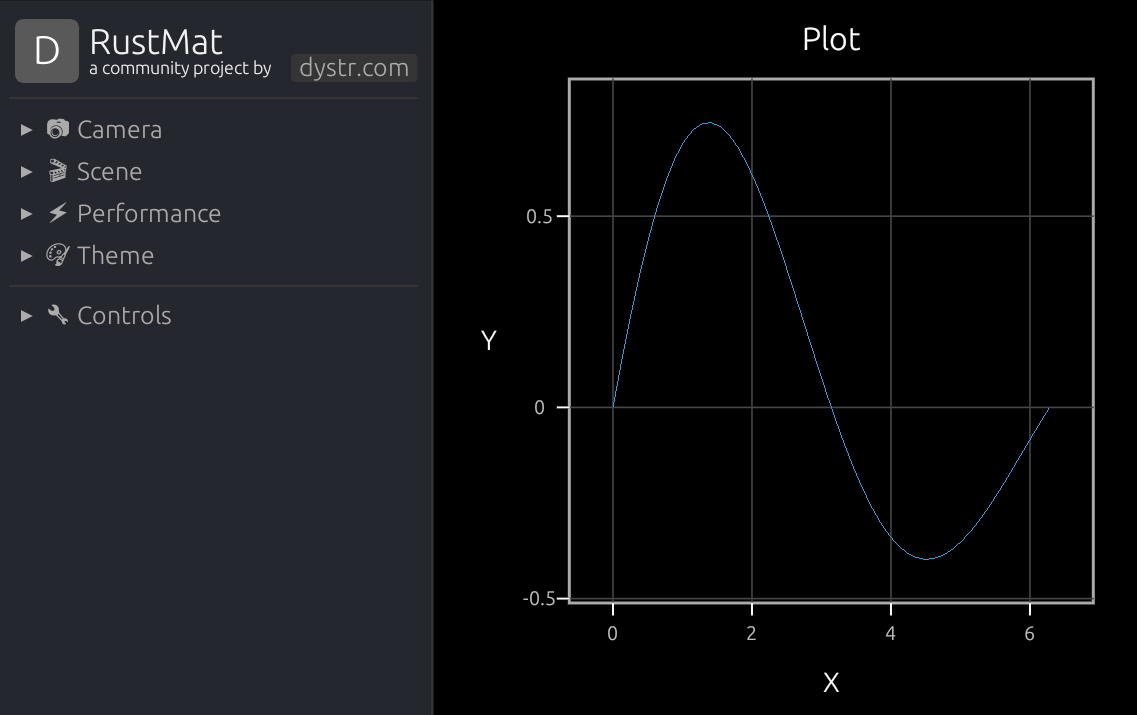 D
RustMat
a community project by dystr.com
Camera
Scene
Performance
Theme
Controls
Plot
Y
0.5
0
-0.5
0 2 4 6
X